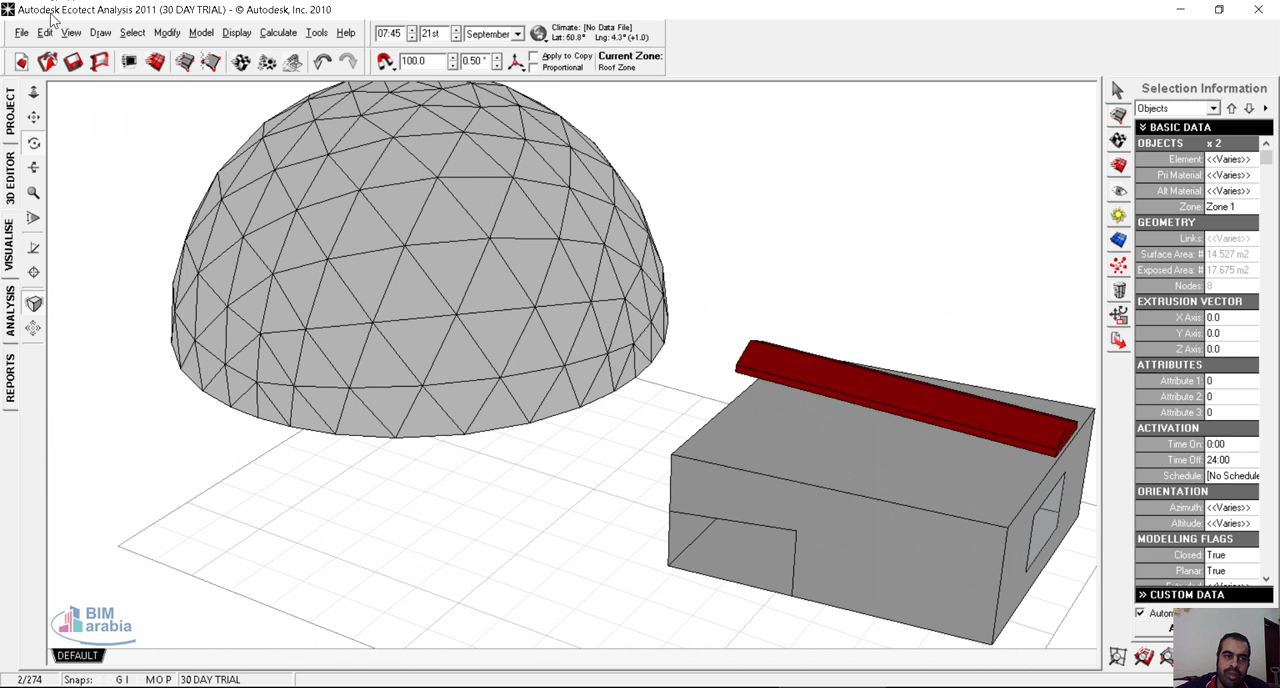 Autodesk Ecotect Analysis 2011 (30 DAY TRIAL) - © Autodesk, Inc. 2010
File Edit View Draw Select Modify Model Display Calculate Tools Help
07:45 21st September
Climate: [No Data File]
Lat: 50.8° Lng: 4.3° (+1.0)
100.0 0.50 °
Apply to Copy
Proportional
Current Zone:
Roof Zone
PROJECT
3D EDITOR
VISUALISE
ANALYSIS
REPORTS
Selection Information
Objects
BASIC DATA
OBJECTS x 2
Element: <<Varies>>
Pri Material: <<Varies>>
Alt Material: <<Varies>>
Zone: Zone 1
GEOMETRY
Links: <<Varies>>
Surface Area: # 14.527 m2
Exposed Area: # 17.675 m2
Nodes: 8
EXTRUSION VECTOR
X Axis: 0.0
Y Axis: 0.0
Z Axis: 0.0
ATTRIBUTES
Attribute 1: 0
Attribute 2: 0
Attribute 3: 0
ACTIVATION
Time On: 0:00
Time Off: 24:00
Schedule: [No Schedule
ORIENTATION
Azimuth: <<Varies>>
Altitude: <<Varies>>
MODELLING FLAGS
Closed: True
Planar: True
CUSTOM DATA
BIM
arabia
DEFAULT
2/274 Snaps: G I M O P 30 DAY TRIAL